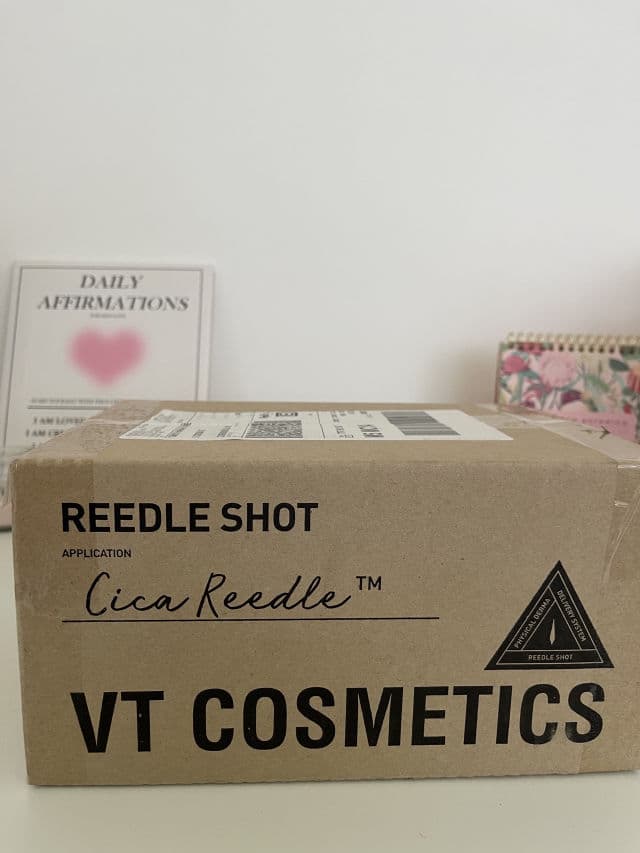 DAILY
AFFIRMATIONS
I AM LOVED
REEDLE SHOT
APPLICATION
Cica Reedle™
PHYSICAL DERMA
DELIVERY SYSTEM
REEDLE SHOT
VT COSMETICS